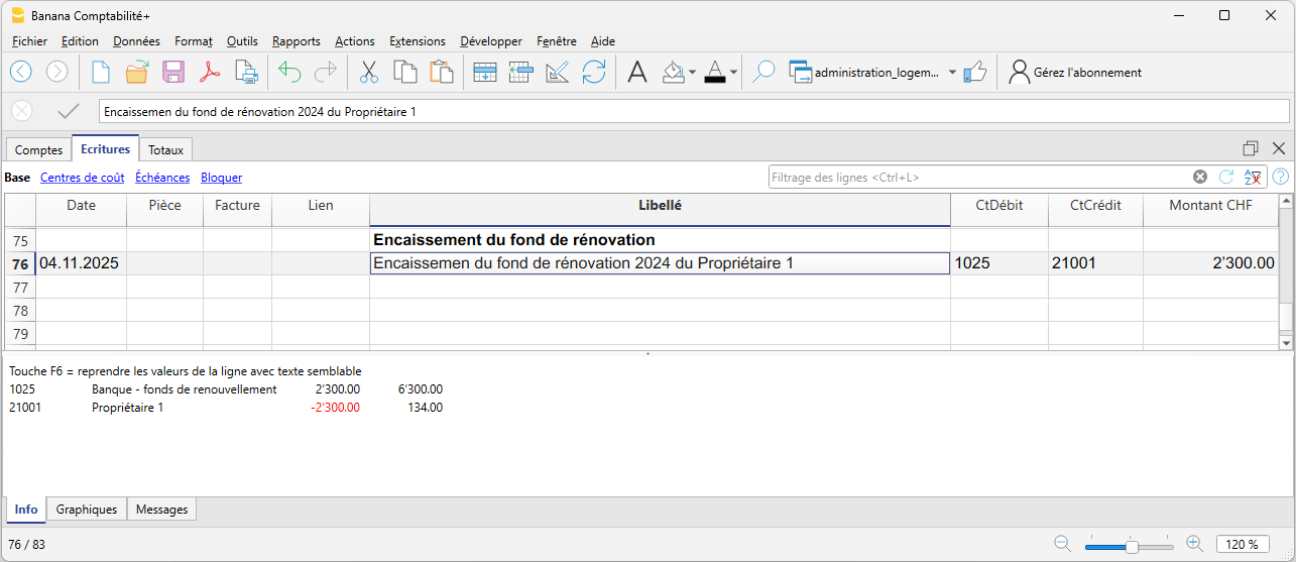 Banana Comptabilité+
Fichier Edition Données Format Outils Rapports Actions Extensions Développer Fenêtre Aide
administration_logem... Gérez l'abonnement
Encaissemen du fond de rénovation 2024 du Propriétaire 1
Comptes Ecritures Totaux
Base Centres de coût Échéances Bloquer Filtrage des lignes <Ctrl+L>
Date Pièce Facture Lien Libellé CtDébit CtCrédit Montant CHF
75 Encaissement du fond de rénovation
76 04.11.2025 Encaissemen du fond de rénovation 2024 du Propriétaire 1 1025 21001 2'300.00
77
78
79
Touche F6 = reprendre les valeurs de la ligne avec texte semblable
1025 Banque - fonds de renouvellement 2'300.00 6'300.00
21001 Propriétaire 1 -2'300.00 134.00
Info Graphiques Messages
76 / 83 120 %